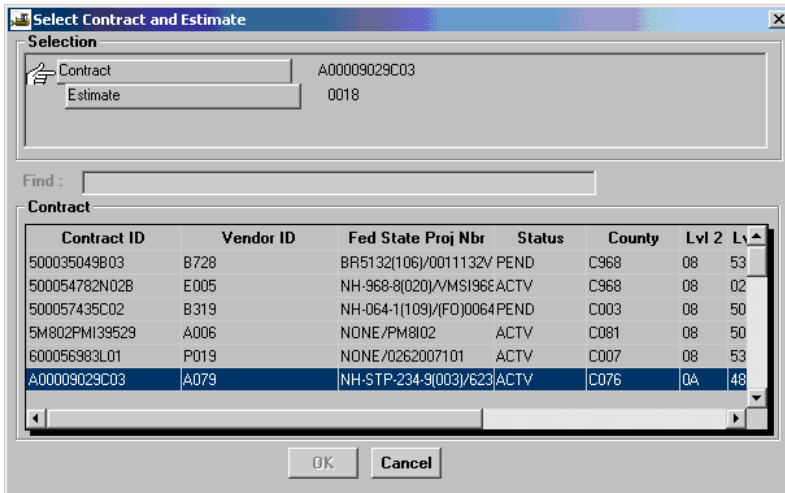 Select Contract and Estimate
Selection
Contract A00009029C03
Estimate 0018
Find :
Contract
Contract ID Vendor ID Fed State Proj Nbr Status County Lvl 2 Lv
500035049B03 B728 BR5132(106)/0011132V PEND C968 08 53
500054782N02B E005 NH-968-8(020)/VMSI968 ACTV C968 08 02
500057435C02 B319 NH-064-1(109)/(FO)0064 PEND C003 08 50
5M802PMI39529 A006 NONE/PM8I02 ACTV C081 08 50
600056983L01 P019 NONE/0262007101 ACTV C007 08 53
A00009029C03 A079 NH-STP-234-9(003)/623 ACTV C076 0A 48
OK Cancel